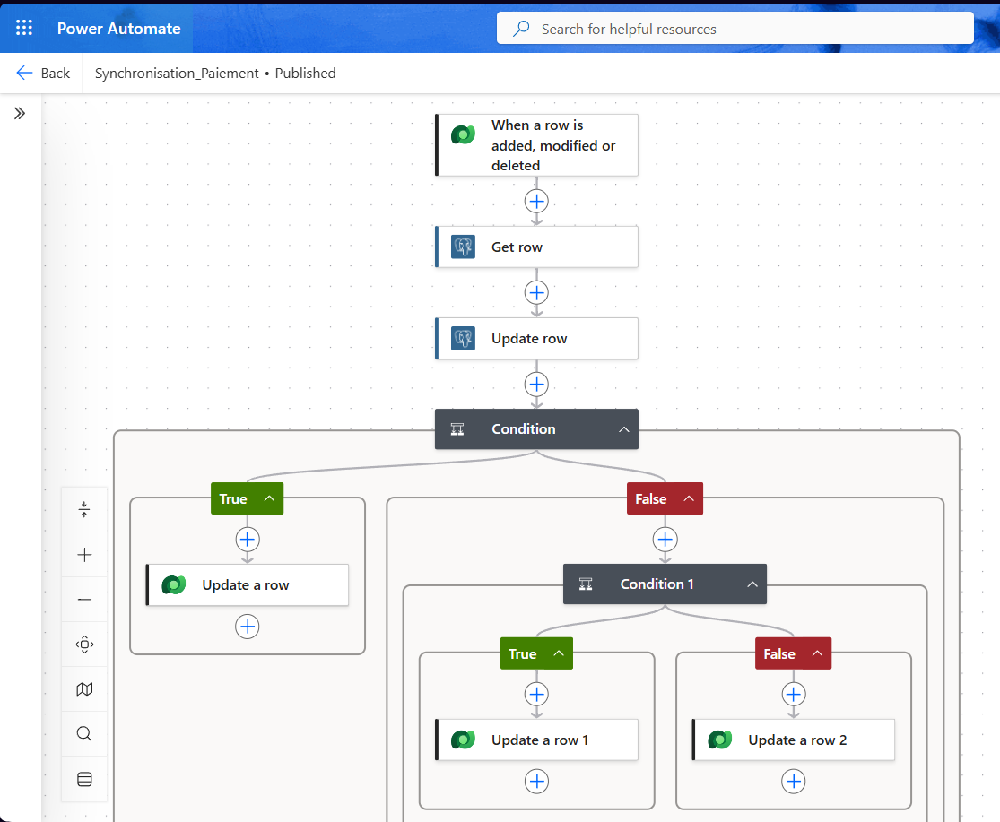 Power Automate
Search for helpful resources
Back
Synchronisation_Paiement • Published
When a row is
added, modified or
deleted
Get row
Update row
Condition
True
False
Update a row
Condition 1
True
False
Update a row 1
Update a row 2